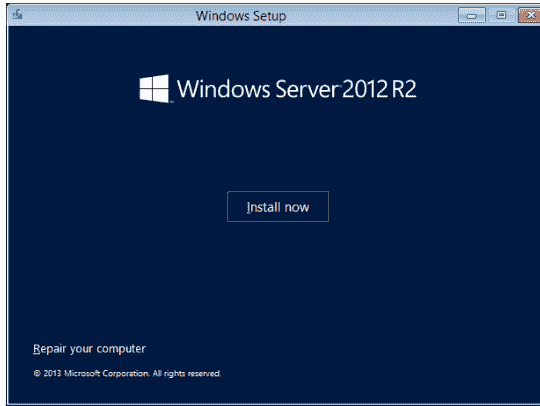 Windows Setup
Windows Server 2012 R2
Install now
Repair your computer
© 2013 Microsoft Corporation. All rights reserved.